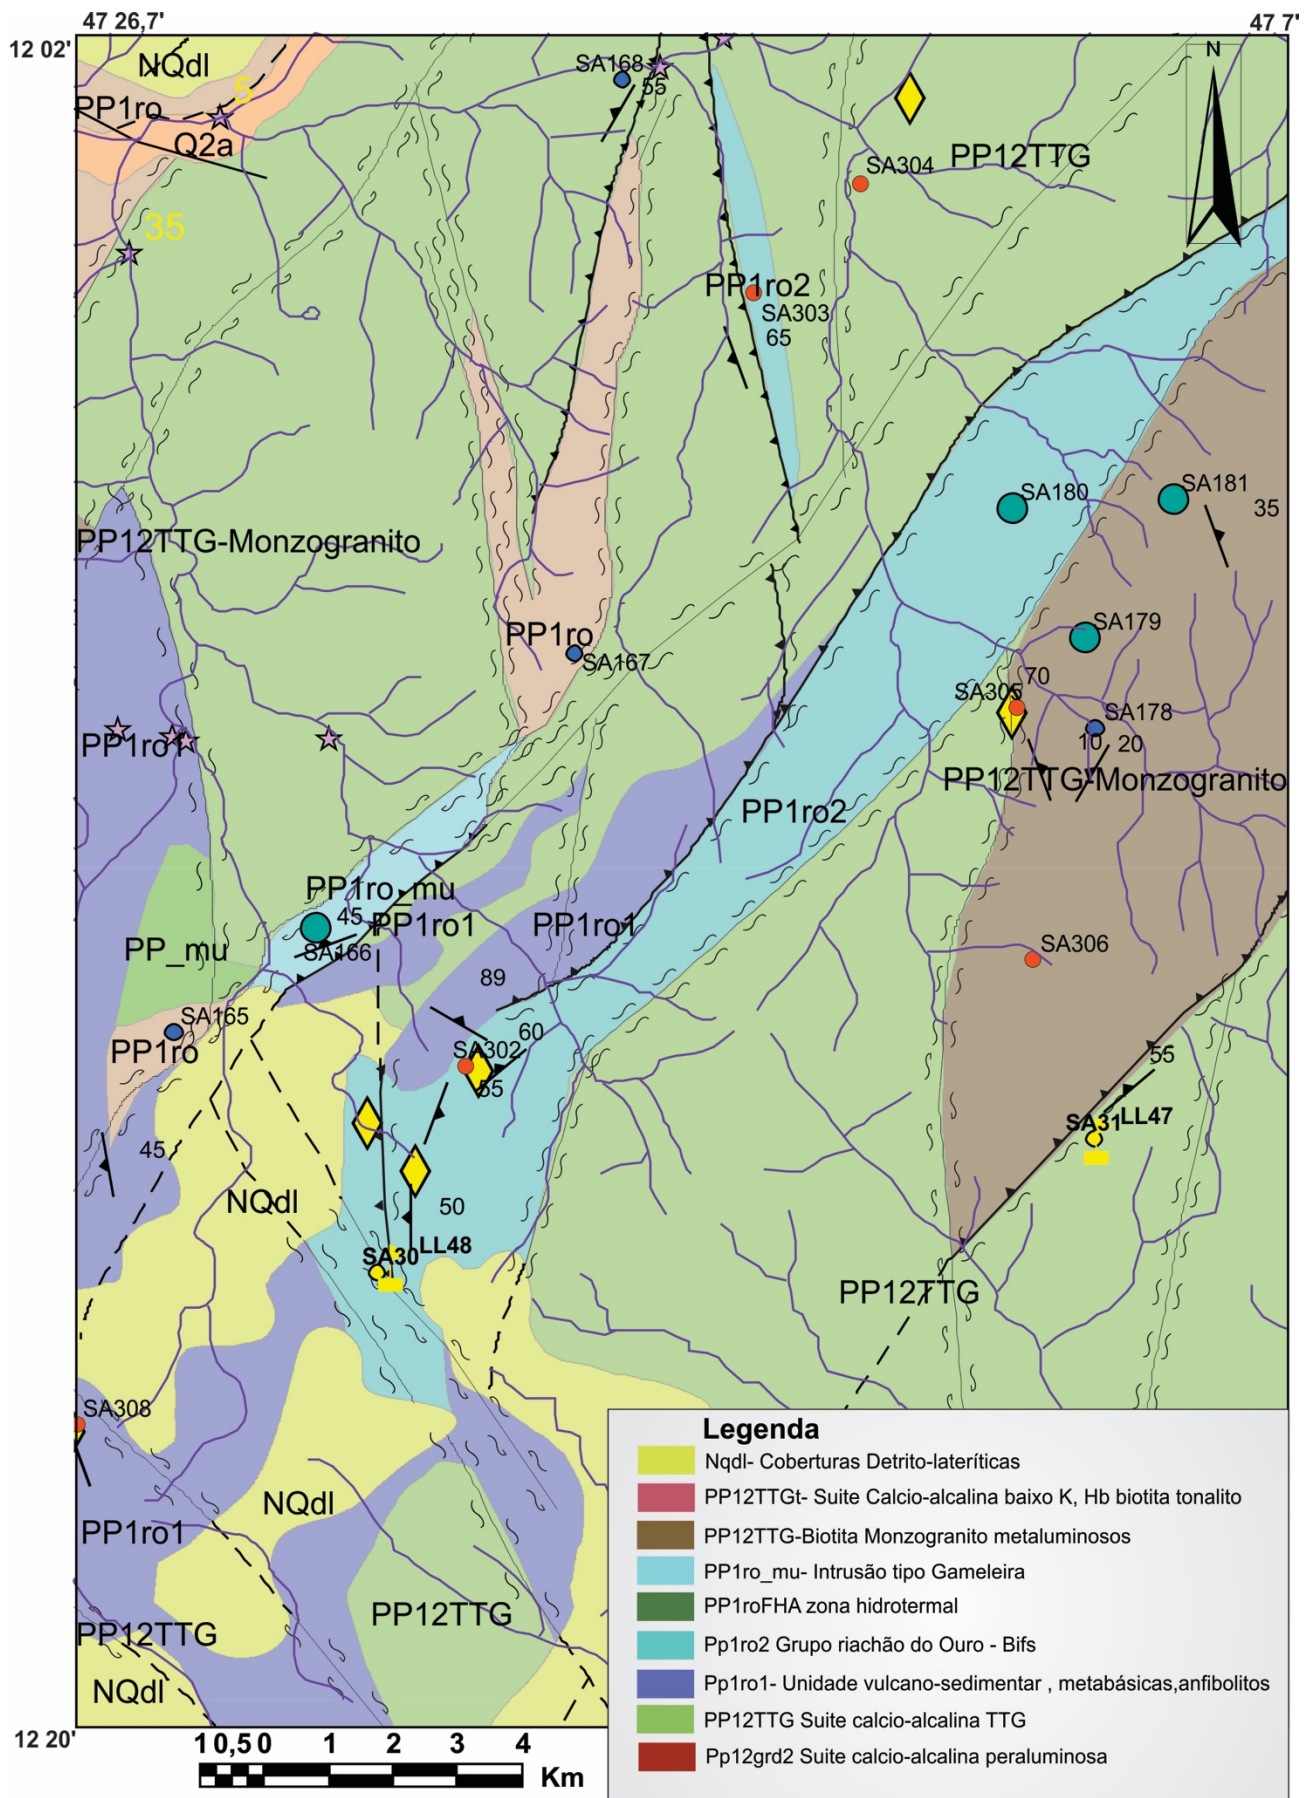 47 26,7'
47 7'
12 02'
N
NQdl
SA168
55
5
PP1ro
Q2a
PP12TTG
SA304
35
PP1ro2
SA303
65
SA180
SA181
35
PP12TTG-Monzogranito
SA179
PP1ro
SA167
70
SA305
SA178
10
20
PP1ro1
PP12TTG-Monzogranito
PP1ro2
PP1ro_mu
45
PP1ro1
PP1ro1
SA166
PP_mu
SA306
89
SA165
60
PP1ro
SA302
55
55
SA31
LL47
45
NQdl
50
SA30
LL48
PP12TTG
SA308
NQdl
PP1ro1
PP12TTG
PP12TTG
NQdl
12 20'
Legenda
Nqdl- Coberturas Detrito-lateríticas
PP12TTGt- Suite Calcio-alcalina baixo K, Hb biotita tonalito
PP12TTG-Biotita Monzogranito metaluminosos
PP1ro_mu- Intrusão tipo Gameleira
PP1roFHA zona hidrotermal
Pp1ro2 Grupo riachão do Ouro - Bifs
Pp1ro1- Unidade vulcano-sedimentar , metabásicas,anfibolitos
PP12TTG Suite calcio-alcalina TTG
Pp12grd2 Suite calcio-alcalina peraluminosa
1 0,5 0 1 2 3 4
Km